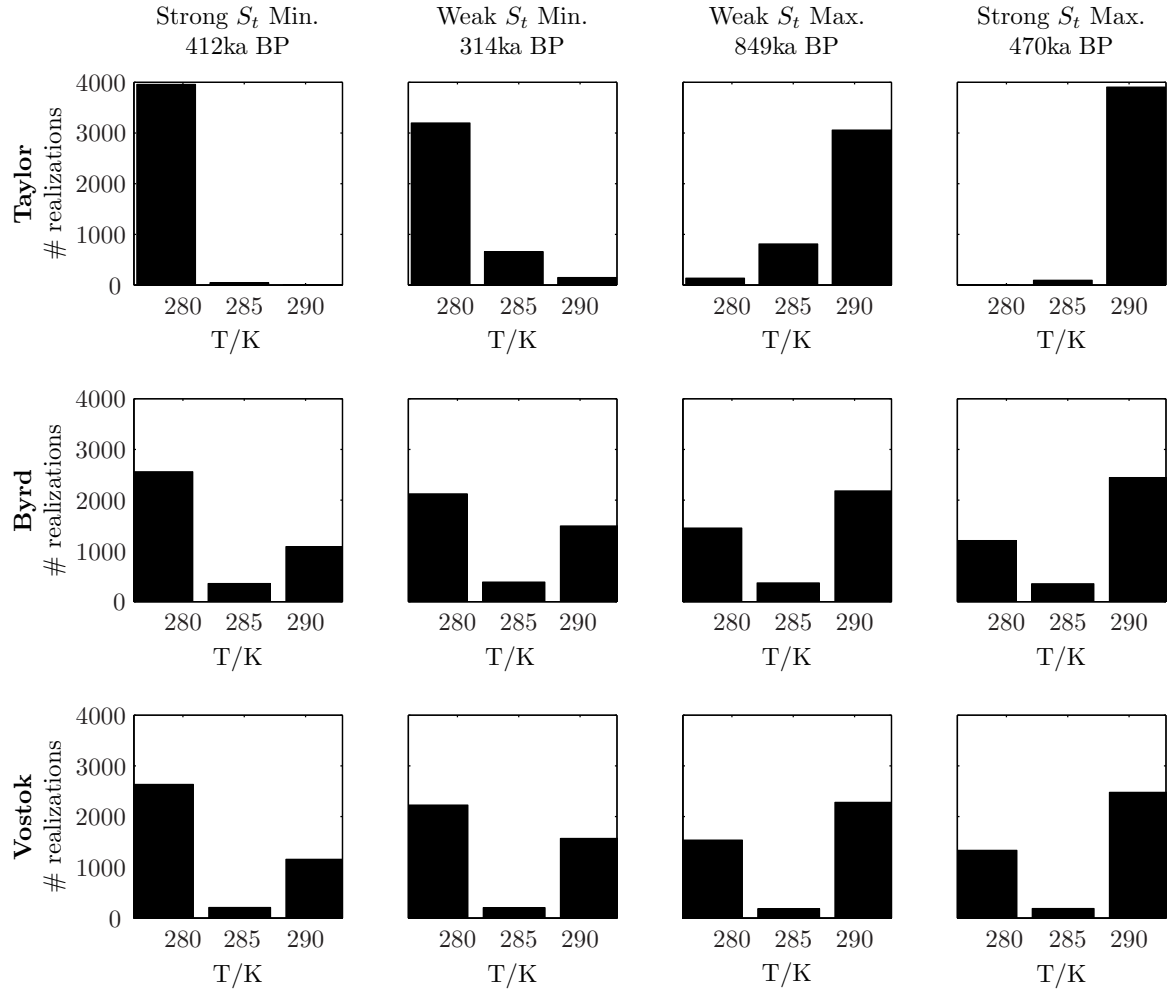 Strong S_t Min.
412ka BP
Weak S_t Min.
314ka BP
Weak S_t Max.
849ka BP
Strong S_t Max.
470ka BP
Taylor
# realizations
4000
3000
2000
1000
0
280 285 290
T/K
280 285 290
T/K
280 285 290
T/K
280 285 290
T/K
Byrd
# realizations
4000
3000
2000
1000
0
280 285 290
T/K
280 285 290
T/K
280 285 290
T/K
280 285 290
T/K
Vostok
# realizations
4000
3000
2000
1000
0
280 285 290
T/K
280 285 290
T/K
280 285 290
T/K
280 285 290
T/K